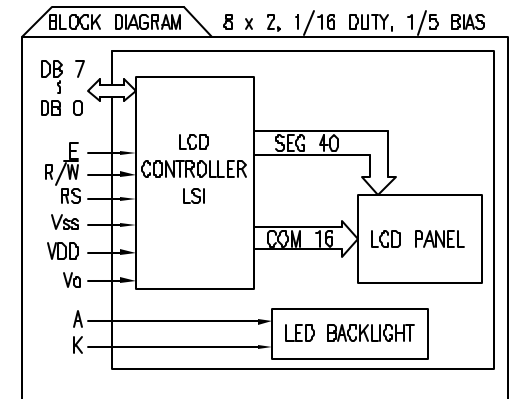 BLOCK DIAGRAM 8 x 2, 1/16 DUTY, 1/5 BIAS
DB 7
DB 0
E
R/W
RS
Vss
VDD
Vo
A
K
LCD
CONTROLLER
LSI
SEG 40
COM 16
LCD PANEL
LED BACKLIGHT